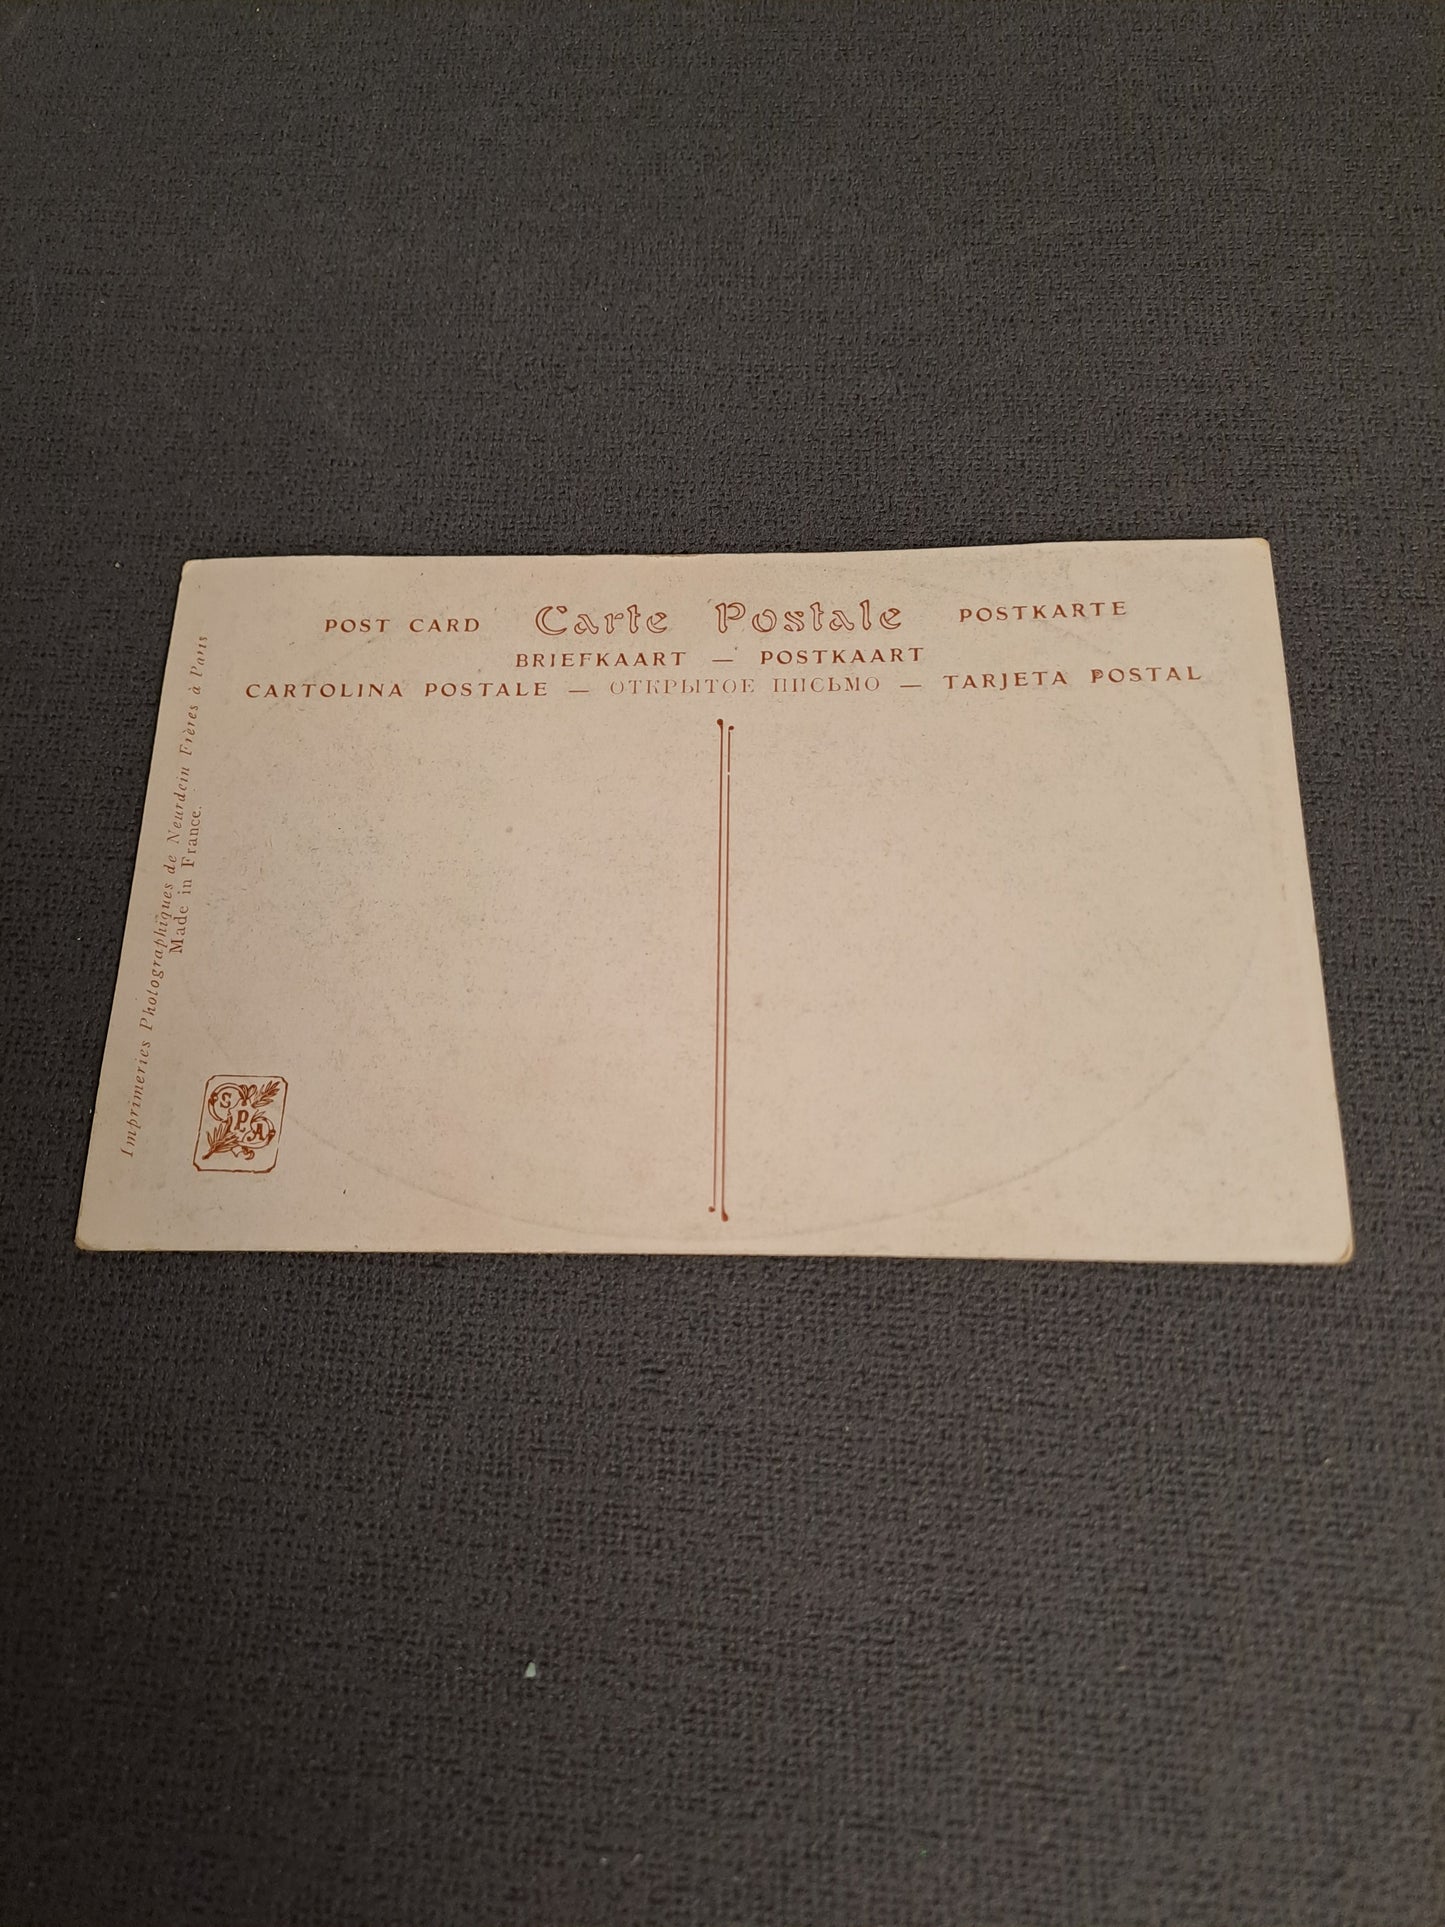 POST CARD Carte Postale POSTKARTE
BRIEFKAART — POSTKAART
CARTOLINA POSTALE — ОТКРЫТОЕ ПИСЬМО — TARJETA POSTAL
Imprimeries Photographiques de Neurdein Frères à Paris
Made in France.
S
P
A